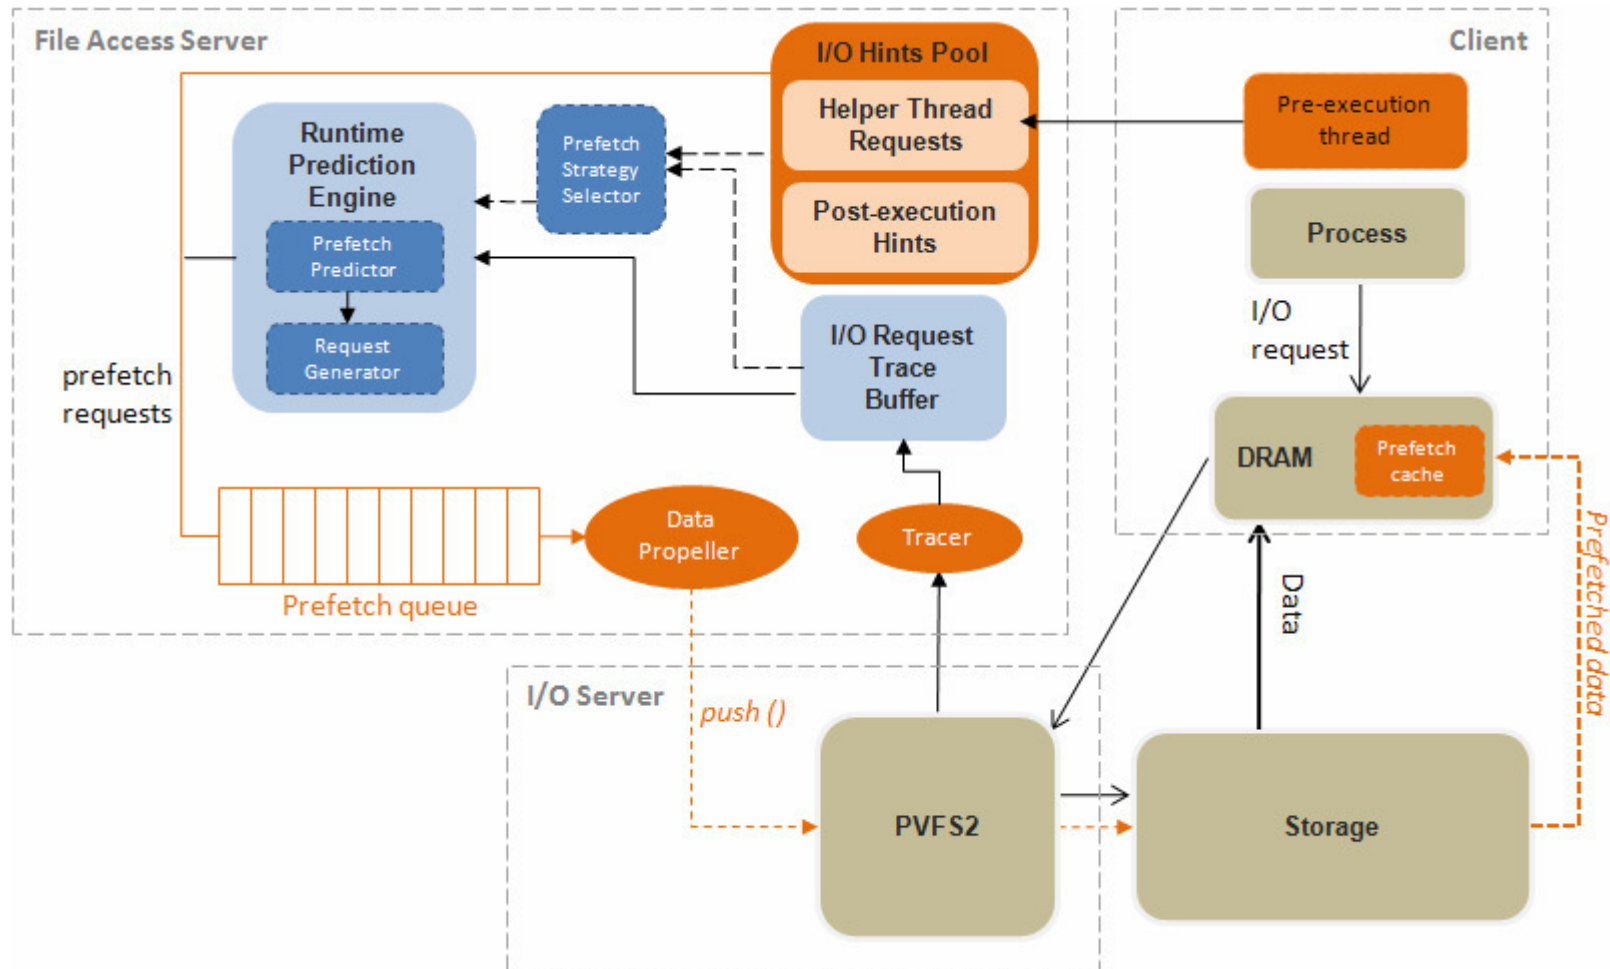 File Access Server
I/O Hints Pool
Helper Thread
Requests
Post-execution
Hints
Runtime
Prediction
Engine
Prefetch
Predictor
Request
Generator
Prefetch
Strategy
Selector
I/O Request
Trace
Buffer
prefetch
requests
Prefetch queue
Data
Propeller
Tracer
Client
Pre-execution
thread
Process
I/O
request
DRAM
Prefetch
cache
Data
Prefetched data
I/O Server
push ()
PVFS2
Storage